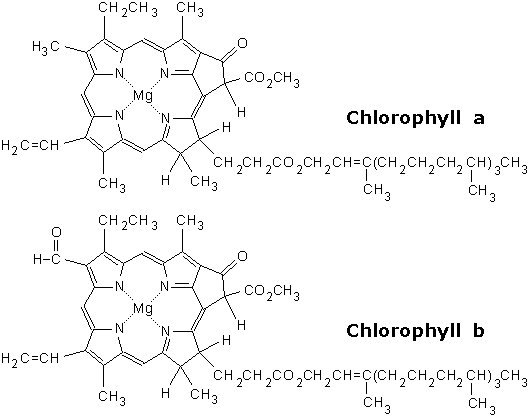 CH₂CH₃ CH₃
H₃C O
N N CO₂CH₃
Mg H
N N Chlorophyll a
H
H₂C=CH
CH₂CH₂CO₂CH₂CH=C(CH₂CH₂CH₂CH)₃CH₃
CH₃ H CH₃ CH₃ CH₃
O CH₂CH₃ CH₃
H–C O
N N CO₂CH₃
Mg H
N N Chlorophyll b
H
H₂C=CH
CH₂CH₂CO₂CH₂CH=C(CH₂CH₂CH₂CH)₃CH₃
CH₃ H CH₃ CH₃ CH₃